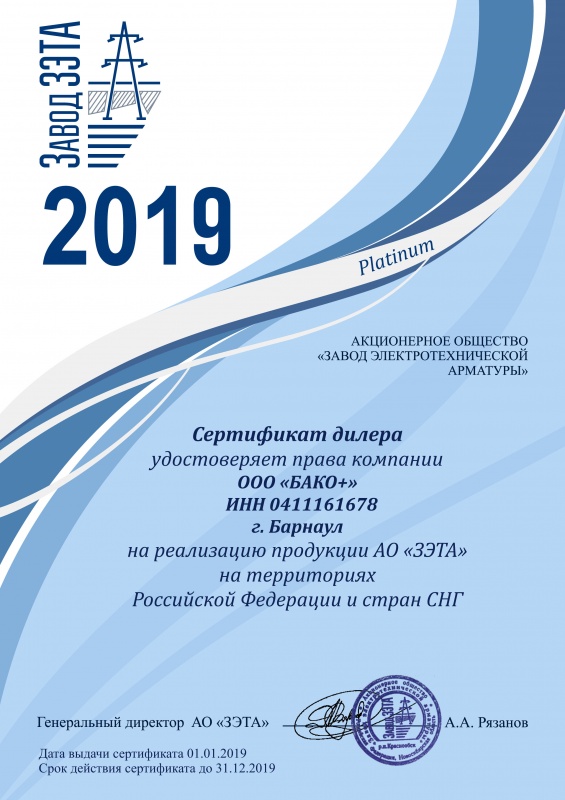 ЗАВОД ЗЭТА
2019
Platinum
АКЦИОНЕРНОЕ ОБЩЕСТВО
«ЗАВОД ЭЛЕКТРОТЕХНИЧЕСКОЙ
АРМАТУРЫ»
Сертификат дилера
удостоверяет права компании
ООО «БАКО+»
ИНН 0411161678
г. Барнаул
на реализацию продукции АО «ЗЭТА»
на территориях
Российской Федерации и стран СНГ
Генеральный директор АО «ЗЭТА»
ЗАВОД ЗЭТА
А.А. Рязанов
Дата выдачи сертификата 01.01.2019
Срок действия сертификата до 31.12.2019